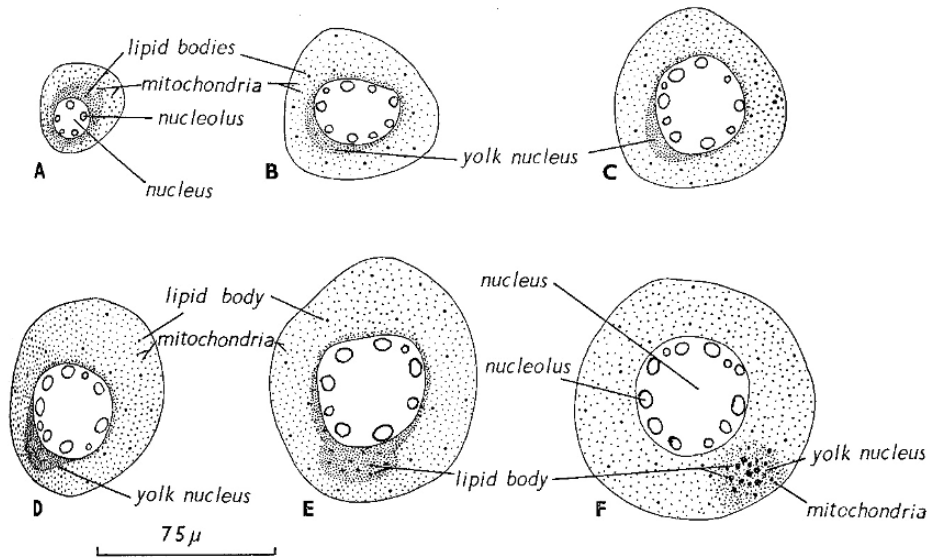 lipid bodies
mitochondria
nucleolus
nucleus
yolk nucleus
A
B
C
lipid body
mitochondria
nucleus
nucleolus
yolk nucleus
lipid body
yolk nucleus
mitochondria
D
E
F
75 μ